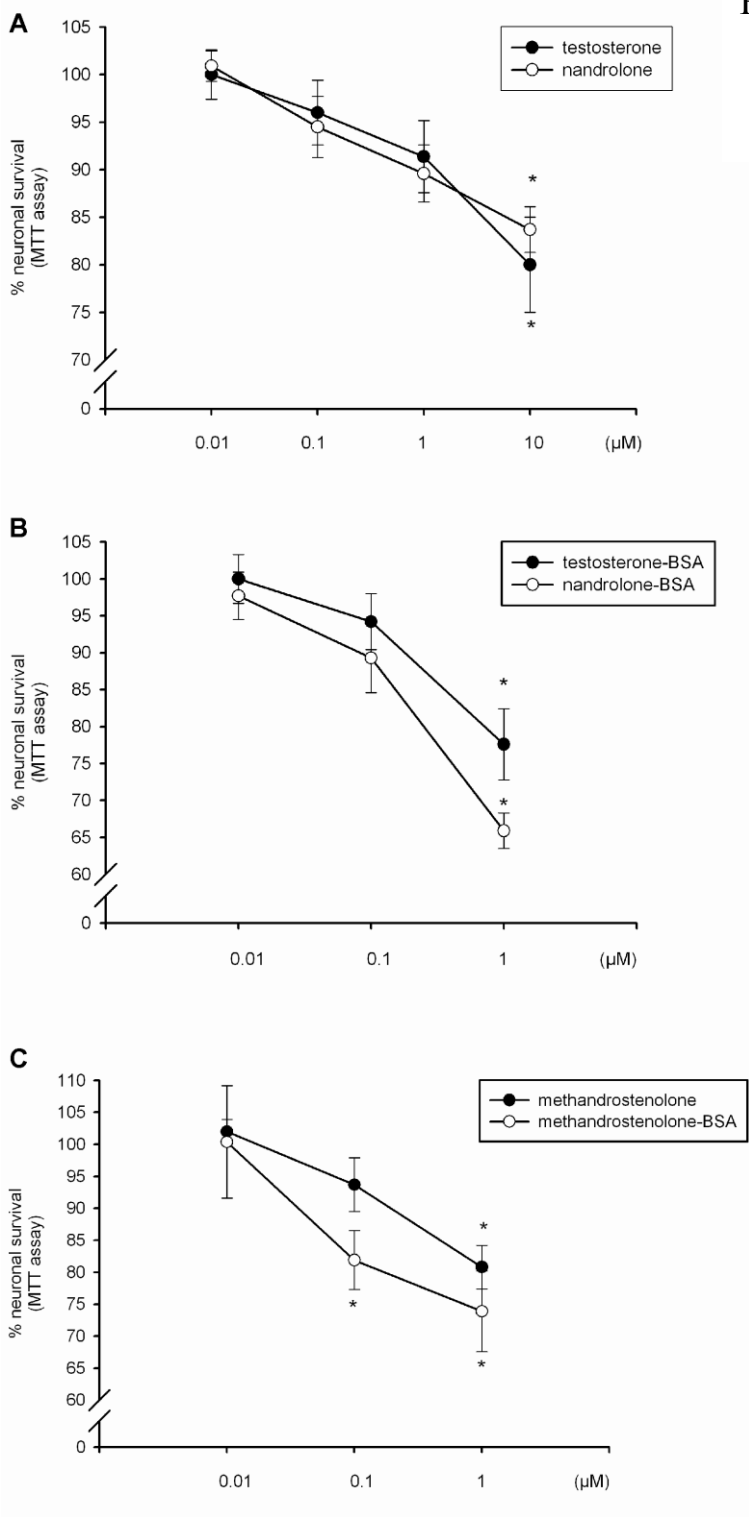 A
105
100
95
90
85
80
75
70
0
% neuronal survival
(MTT assay)
testosterone
nandrolone
*
*
0.01 0.1 1 10 (µM)
B
105
100
95
90
85
80
75
70
65
60
0
% neuronal survival
(MTT assay)
testosterone-BSA
nandrolone-BSA
*
*
0.01 0.1 1 (µM)
C
110
105
100
95
90
85
80
75
70
65
60
0
% neuronal survival
(MTT assay)
methandrostenolone
methandrostenolone-BSA
*
*
*
0.01 0.1 1 (µM)